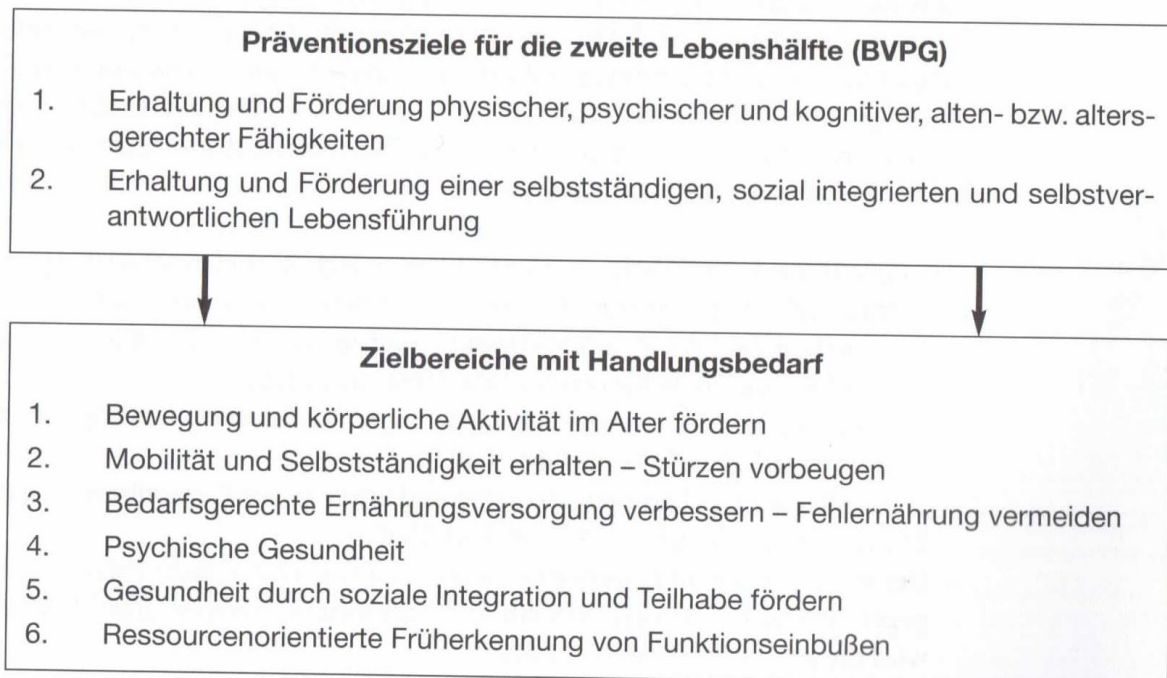 Präventionsziele für die zweite Lebenshälfte (BVPG)
1. Erhaltung und Förderung physischer, psychischer und kognitiver, alten- bzw. alters-
gerechter Fähigkeiten
2. Erhaltung und Förderung einer selbstständigen, sozial integrierten und selbstver-
antwortlichen Lebensführung
Zielbereiche mit Handlungsbedarf
1. Bewegung und körperliche Aktivität im Alter fördern
2. Mobilität und Selbstständigkeit erhalten – Stürzen vorbeugen
3. Bedarfsgerechte Ernährungsversorgung verbessern – Fehlernährung vermeiden
4. Psychische Gesundheit
5. Gesundheit durch soziale Integration und Teilhabe fördern
6. Ressourcenorientierte Früherkennung von Funktionseinbußen